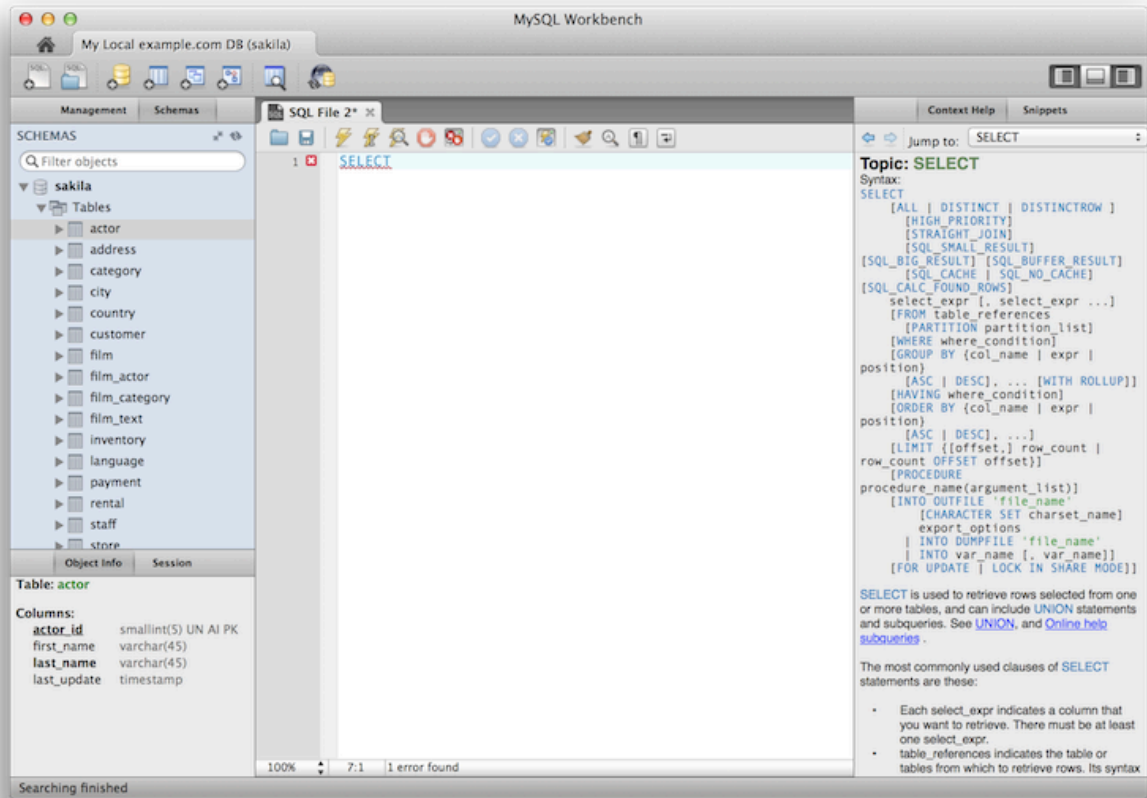 MySQL Workbench
My Local example.com DB (sakila)
Management Schemas
SCHEMAS
Filter objects
sakila
Tables
actor
address
category
city
country
customer
film
film_actor
film_category
film_text
inventory
language
payment
rental
staff
store
Object Info Session
Table: actor
Columns:
actor_id smallint(5) UN AI PK
first_name varchar(45)
last_name varchar(45)
last_update timestamp
SQL File 2*
1 SELECT
100% 7:1 1 error found
Context Help Snippets
Jump to: SELECT
Topic: SELECT
Syntax:
SELECT
[ALL | DISTINCT | DISTINCTROW ]
[HIGH_PRIORITY]
[STRAIGHT_JOIN]
[SQL_SMALL_RESULT]
[SQL_BIG_RESULT] [SQL_BUFFER_RESULT]
[SQL_CACHE | SQL_NO_CACHE]
[SQL_CALC_FOUND_ROWS]
select_expr [, select_expr ...]
[FROM table_references
[PARTITION partition_list]
[WHERE where_condition]
[GROUP BY {col_name | expr |
position}
[ASC | DESC], ... [WITH ROLLUP]]
[HAVING where_condition]
[ORDER BY {col_name | expr |
position}
[ASC | DESC], ...]
[LIMIT {[offset,] row_count |
row_count OFFSET offset}]
[PROCEDURE
procedure_name(argument_list)]
[INTO OUTFILE 'file_name'
[CHARACTER SET charset_name]
export_options
| INTO DUMPFILE 'file_name'
| INTO var_name [, var_name]]
[FOR UPDATE | LOCK IN SHARE MODE]]
SELECT is used to retrieve rows selected from one
or more tables, and can include UNION statements
and subqueries. See UNION, and Online help
subqueries .
The most commonly used clauses of SELECT
statements are these:
• Each select_expr indicates a column that
you want to retrieve. There must be at least
one select_expr.
• table_references indicates the table or
tables from which to retrieve rows. Its syntax
Searching finished